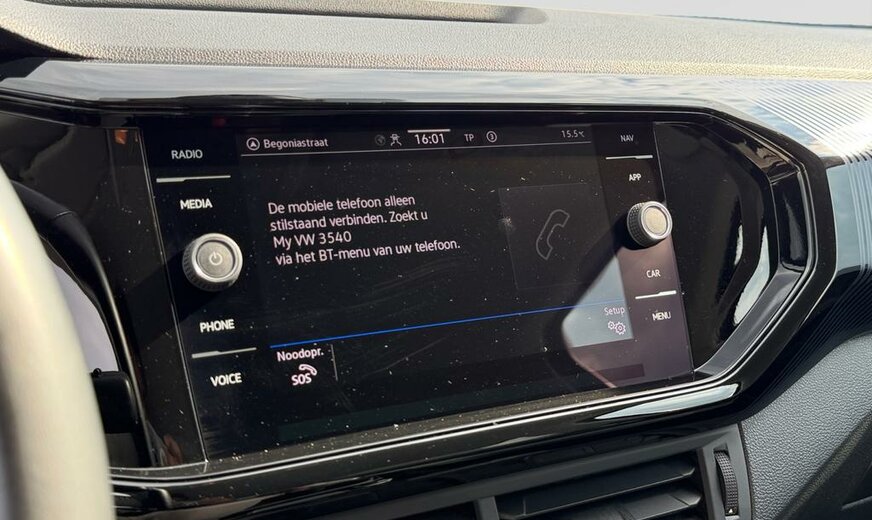 RADIO
MEDIA
PHONE
VOICE
Begoniastraat
16:01
TP
3
15.5°C
De mobiele telefoon alleen
stilstaand verbinden. Zoekt u
My VW 3540
via het BT-menu van uw telefoon.
Setup
Noodopr.
SOS
NAV
APP
CAR
MENU